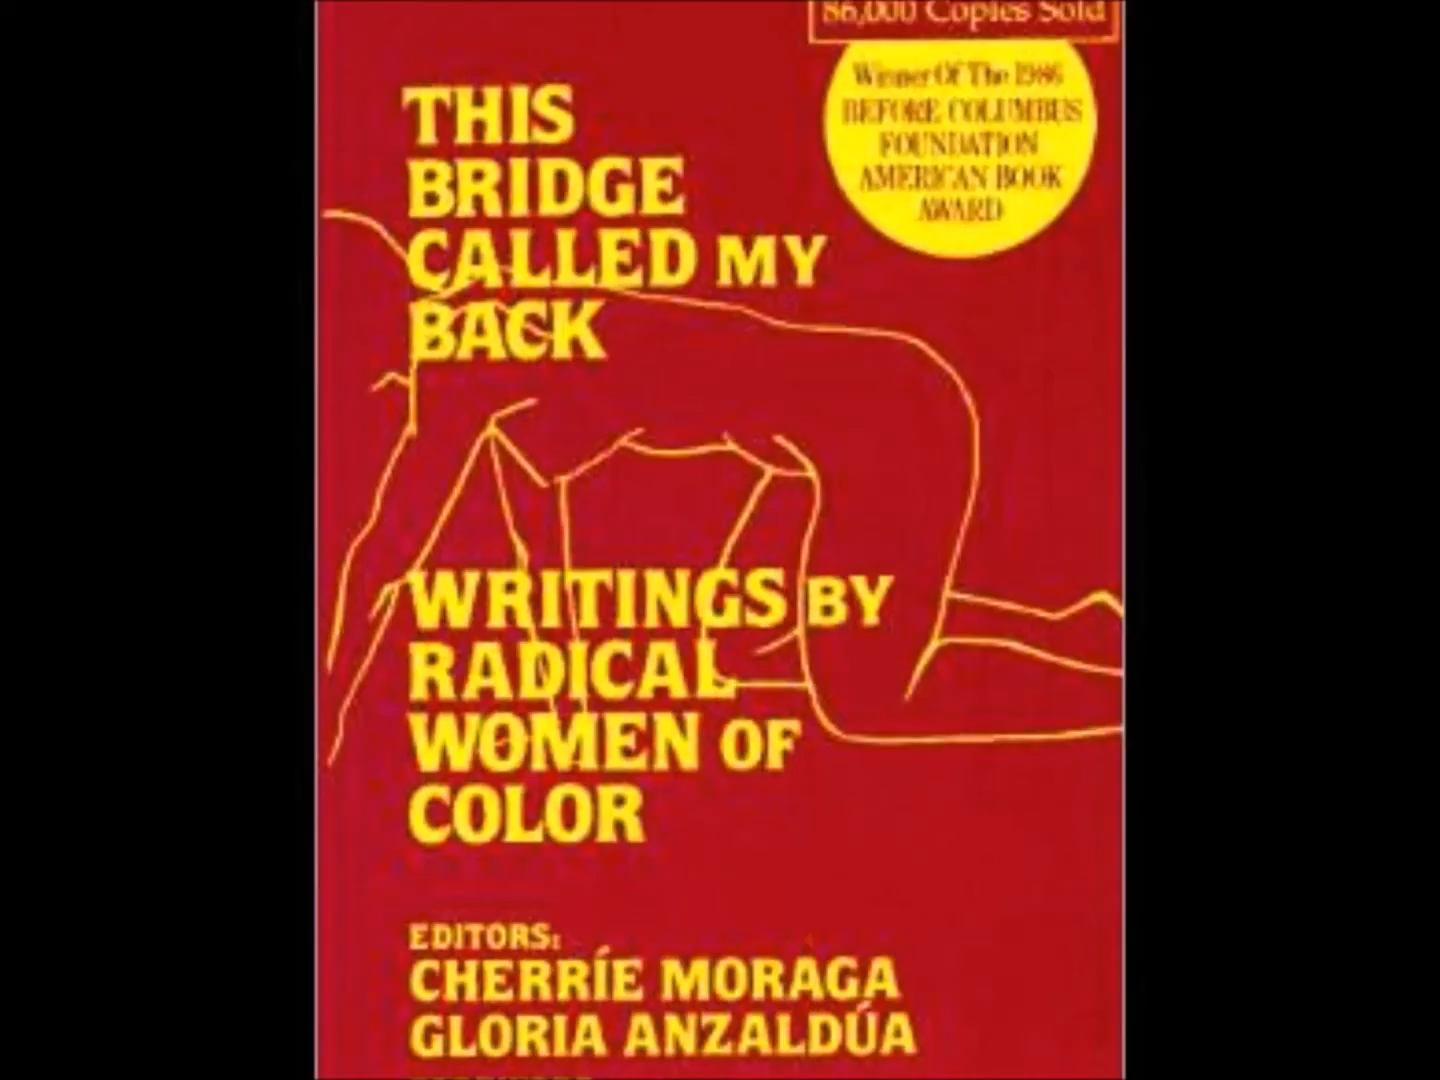 86,000 Copies Sold
Winner Of The 1986
BEFORE COLUMBUS
FOUNDATION
AMERICAN BOOK
AWARD
THIS
BRIDGE
CALLED MY
BACK
WRITINGS BY
RADICAL
WOMEN OF
COLOR
EDITORS:
CHERRÍE MORAGA
GLORIA ANZALDÚA